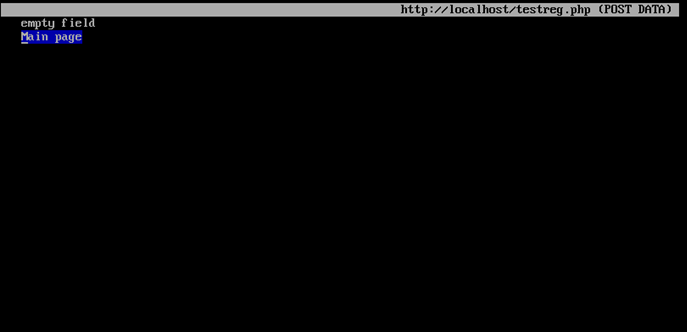 http://localhost/testreg.php (POST DATA)
empty field
Main page